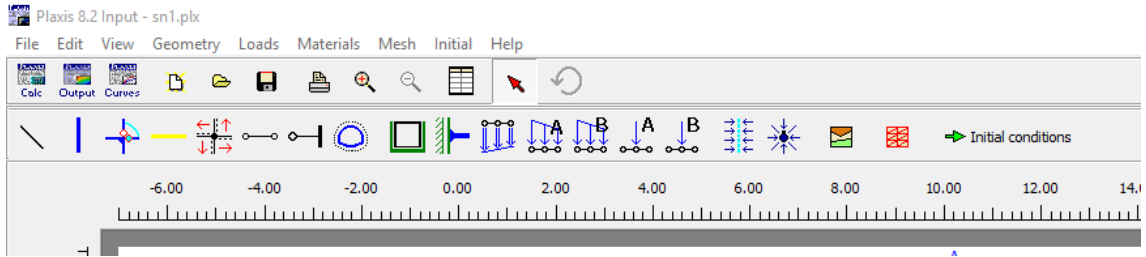 Plaxis 8.2 Input - sn1.plx
File Edit View Geometry Loads Materials Mesh Initial Help
Calc Output Curves
A B A B Initial conditions
-6.00 -4.00 -2.00 0.00 2.00 4.00 6.00 8.00 10.00 12.00 14.